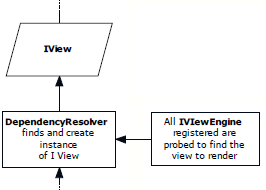 IView
DependencyResolver
finds and create
instance
of I View
All IVIewEngine
registered are
probed to find the
view to render